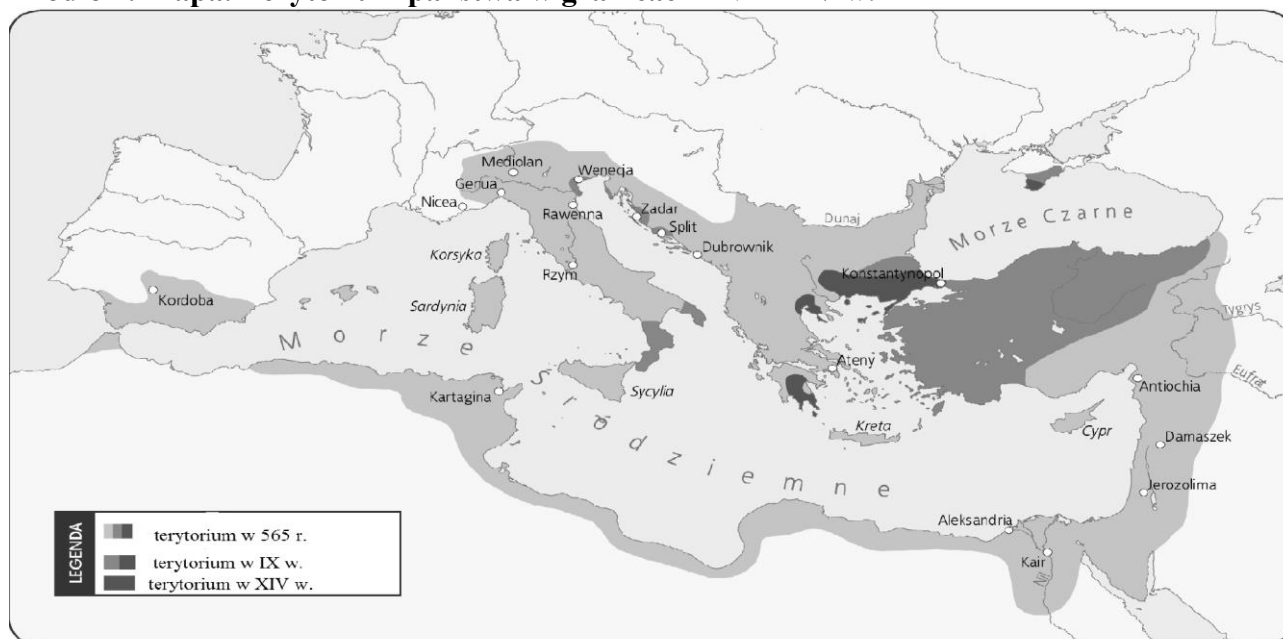 Mediolan
Wenecja
Genua
Nicea
Rawenna
Zadar
Split
Dubrownik
Korsyka
Rzym
Sardynia
Kordoba
Dunaj
Morze Czarne
Konstantynopol
Tygrys
Eufrat
Ateny
Antiochia
Morze Śródziemne
Sycylia
Kartagina
Kreta
Cypr
Damaszek
Jerozolima
Aleksandria
Kair
Nil
LEGENDA
terytorium w 565 r.
terytorium w IX w.
terytorium w XIV w.